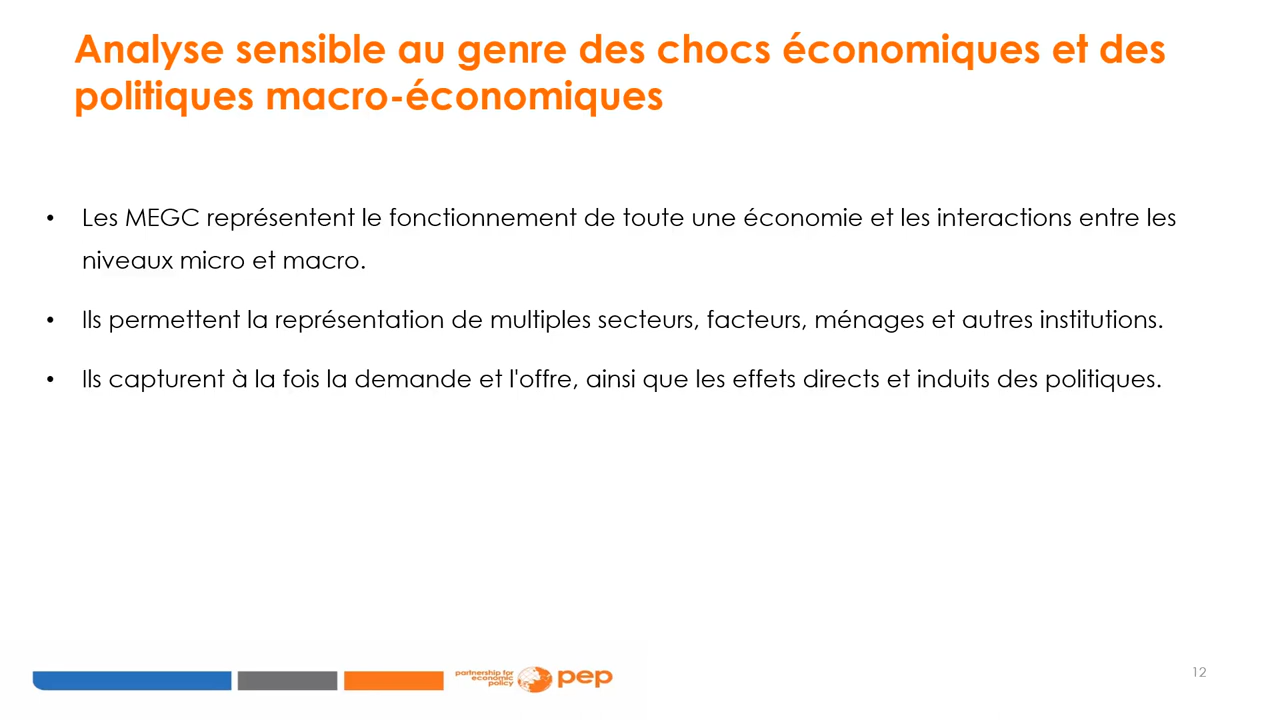 Analyse sensible au genre des chocs économiques et des
politiques macro-économiques
• Les MEGC représentent le fonctionnement de toute une économie et les interactions entre les
niveaux micro et macro.
• Ils permettent la représentation de multiples secteurs, facteurs, ménages et autres institutions.
• Ils capturent à la fois la demande et l'offre, ainsi que les effets directs et induits des politiques.
partnership for
economic
policy
pep
12